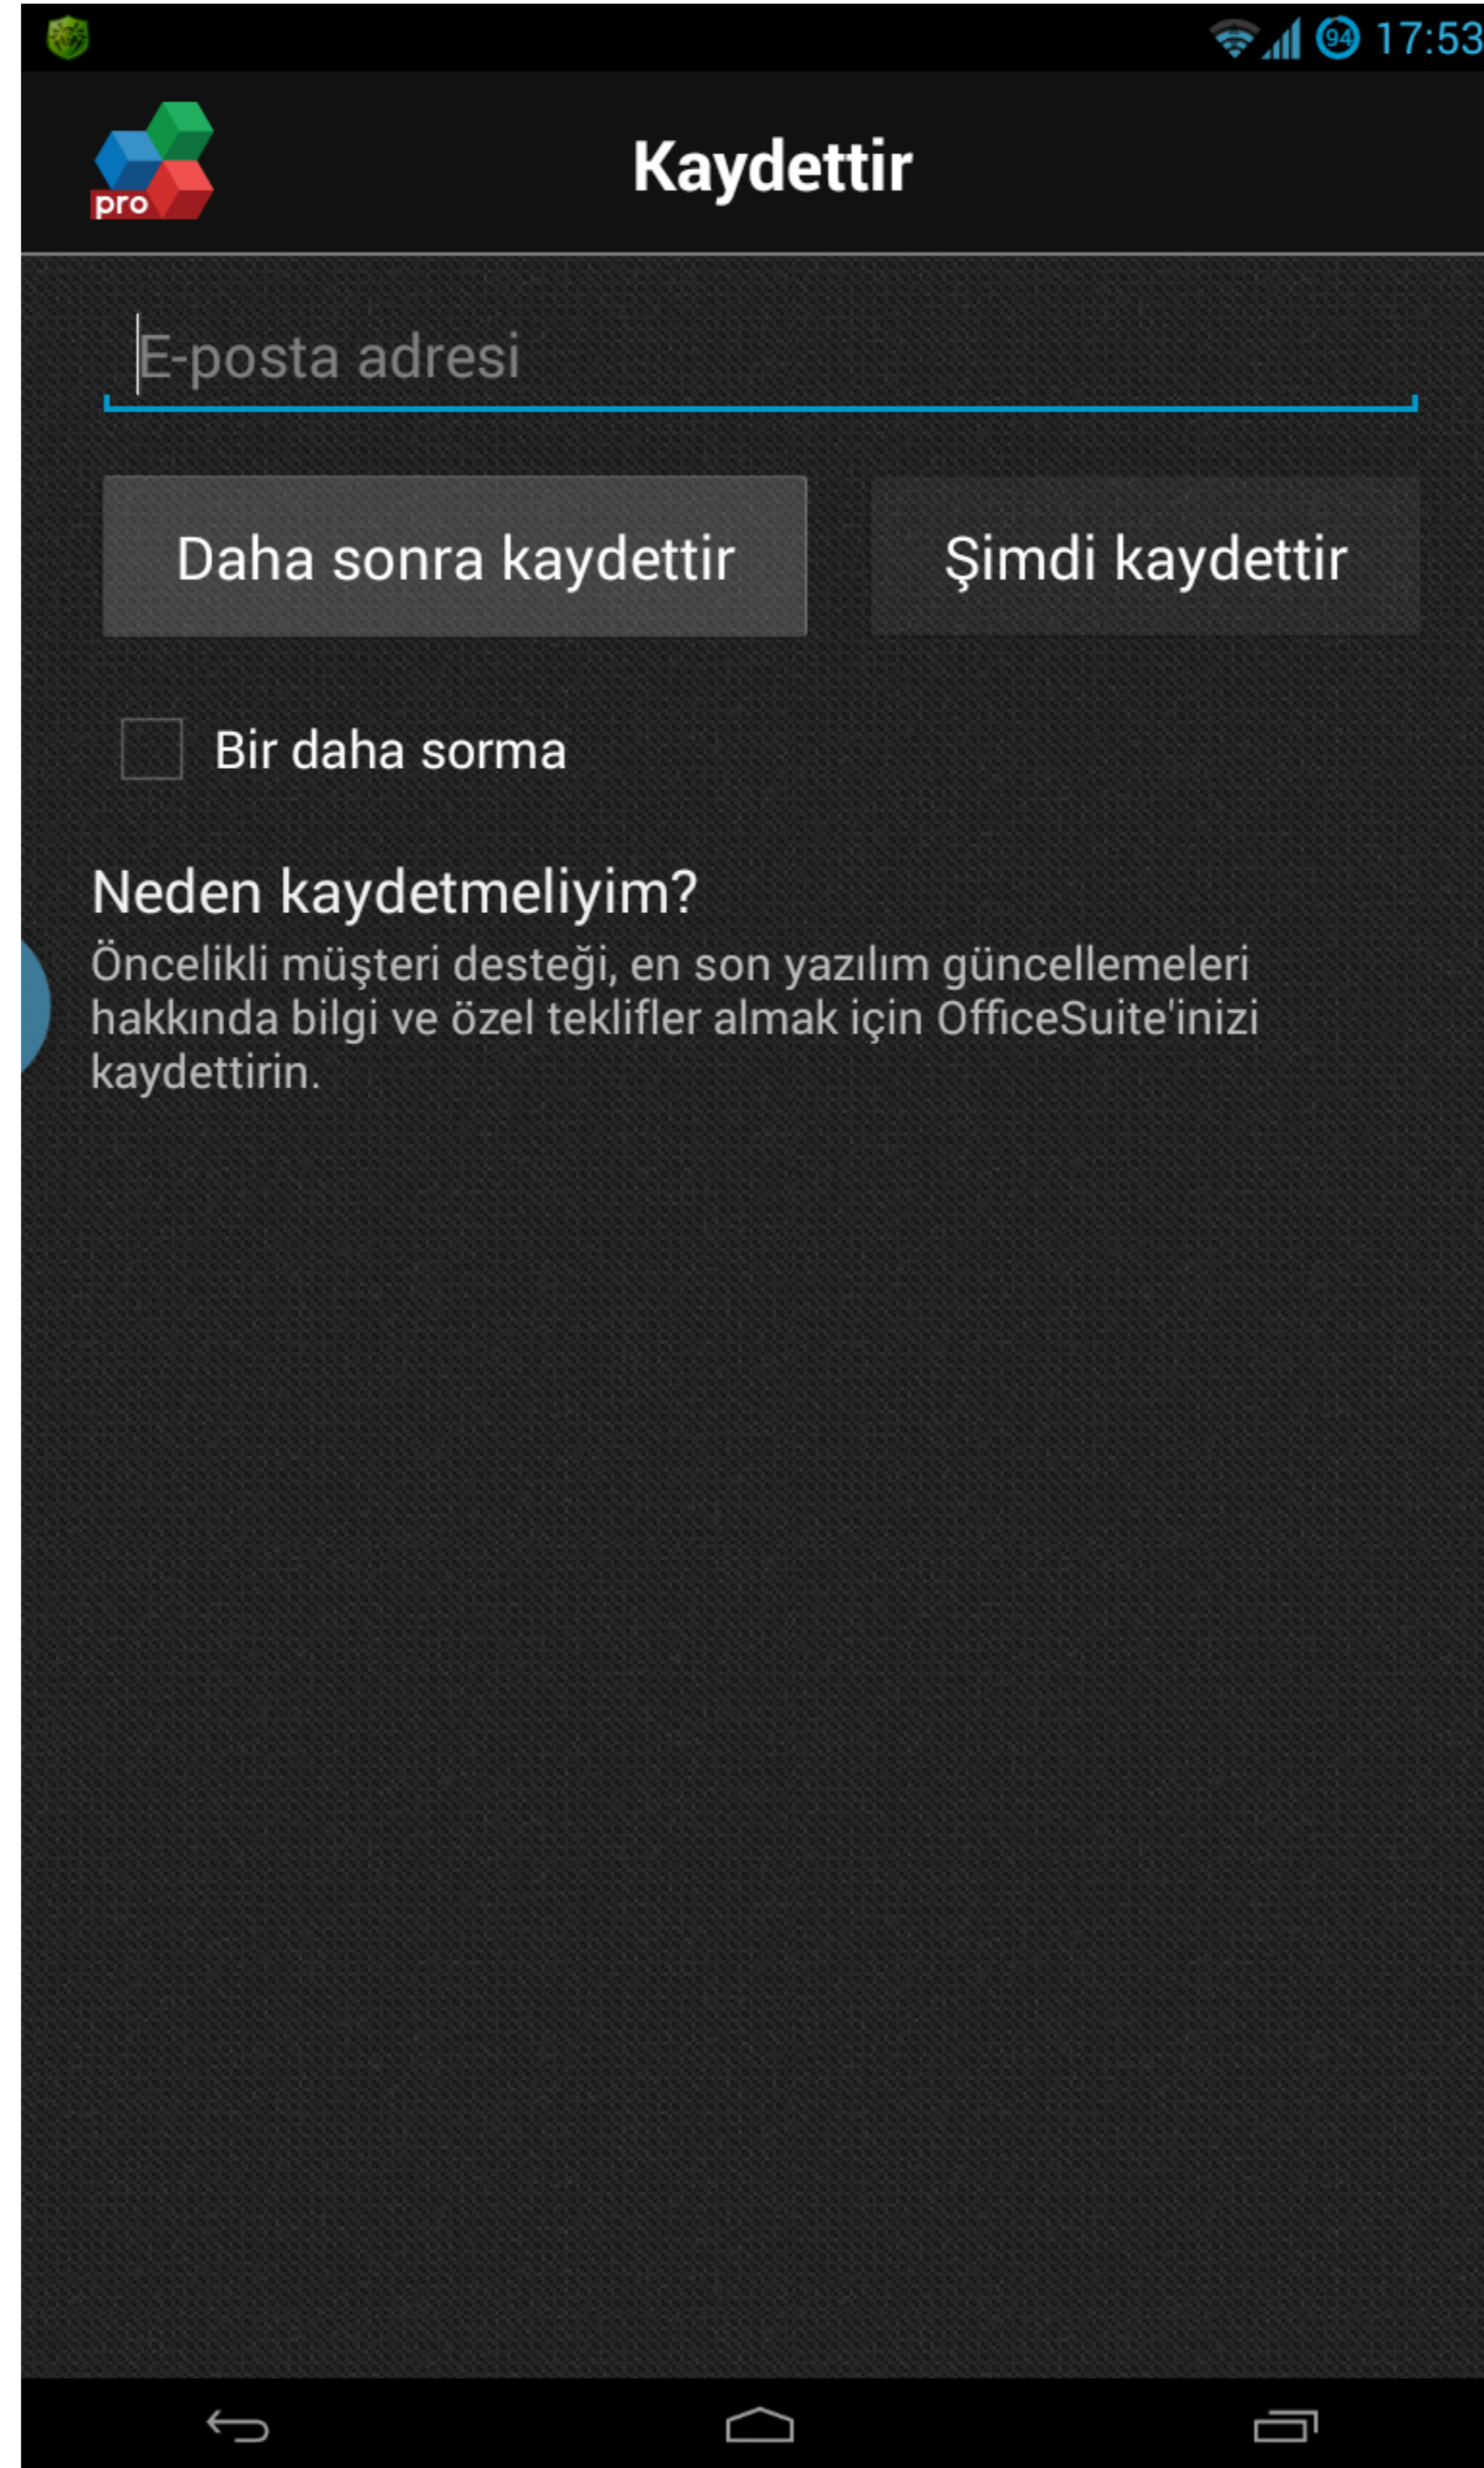 94 17:53
pro
Kaydettir
E-posta adresi
Daha sonra kaydettir
Şimdi kaydettir
Bir daha sorma
Neden kaydetmeliyim?
Öncelikli müşteri desteği, en son yazılım güncellemeleri
hakkında bilgi ve özel teklifler almak için OfficeSuite'inizi
kaydettirin.